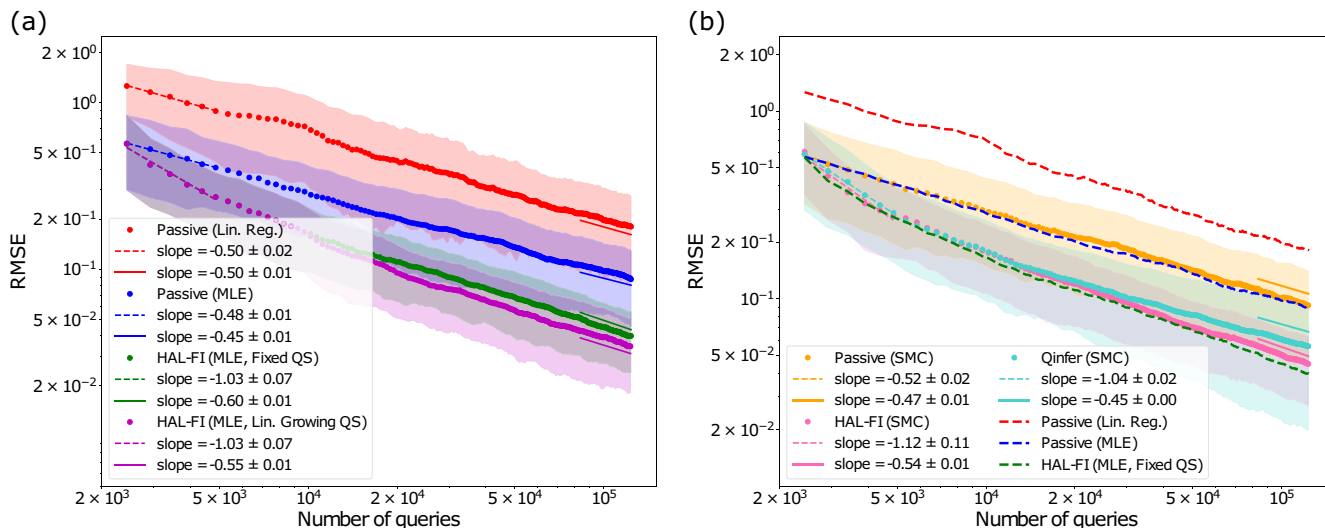 (a)
RMSE
2 × 10⁰
10⁰
5 × 10⁻¹
2 × 10⁻¹
10⁻¹
5 × 10⁻²
2 × 10⁻²
Passive (Lin. Reg.)
slope = -0.50 ± 0.02
slope = -0.50 ± 0.01
Passive (MLE)
slope = -0.48 ± 0.01
slope = -0.45 ± 0.01
HAL-FI (MLE, Fixed QS)
slope = -1.03 ± 0.07
slope = -0.60 ± 0.01
HAL-FI (MLE, Lin. Growing QS)
slope = -1.03 ± 0.07
slope = -0.55 ± 0.01
2 × 10³ 5 × 10³ 10⁴ 2 × 10⁴ 5 × 10⁴ 10⁵
Number of queries
(b)
RMSE
2 × 10⁰
10⁰
5 × 10⁻¹
2 × 10⁻¹
10⁻¹
5 × 10⁻²
2 × 10⁻²
Passive (SMC)
slope = -0.52 ± 0.02
slope = -0.47 ± 0.01
HAL-FI (SMC)
slope = -1.12 ± 0.11
slope = -0.54 ± 0.01
Qinfer (SMC)
slope = -1.04 ± 0.02
slope = -0.45 ± 0.00
Passive (Lin. Reg.)
Passive (MLE)
HAL-FI (MLE, Fixed QS)
2 × 10³ 5 × 10³ 10⁴ 2 × 10⁴ 5 × 10⁴ 10⁵
Number of queries